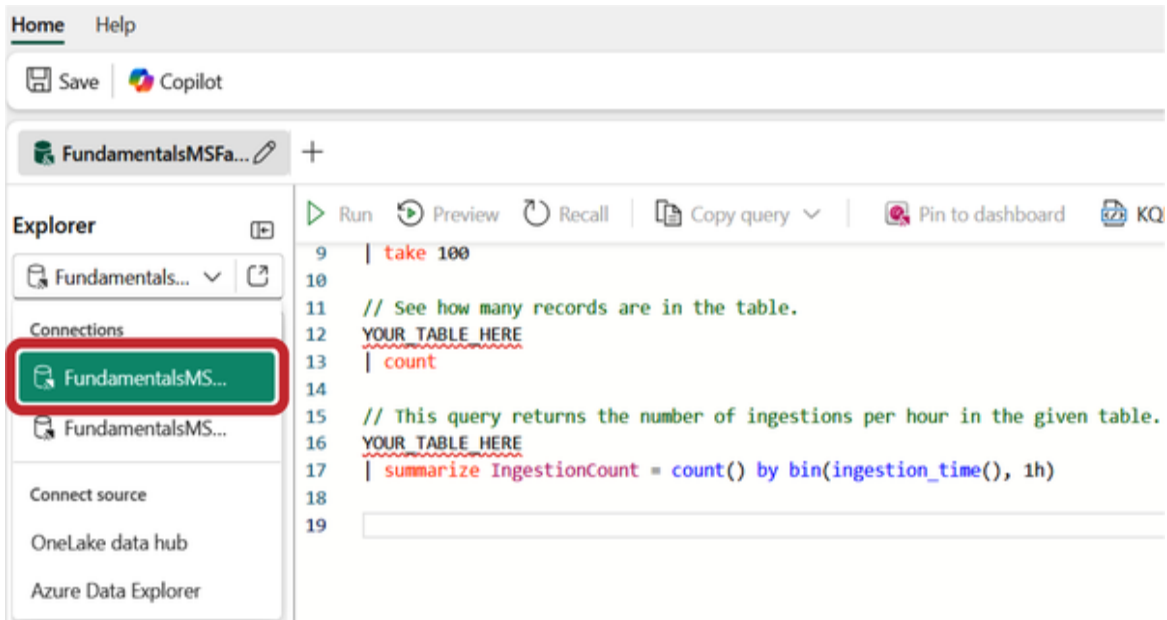 Home Help
Save Copilot
FundamentalsMSFa...
Explorer
Run Preview Recall Copy query Pin to dashboard KQ
Fundamentals...
Connections
FundamentalsMS...
FundamentalsMS...
Connect source
OneLake data hub
Azure Data Explorer
9 | take 100
10
11 // See how many records are in the table.
12 YOUR_TABLE_HERE
13 | count
14
15 // This query returns the number of ingestions per hour in the given table.
16 YOUR_TABLE_HERE
17 | summarize IngestionCount = count() by bin(ingestion_time(), 1h)
18
19